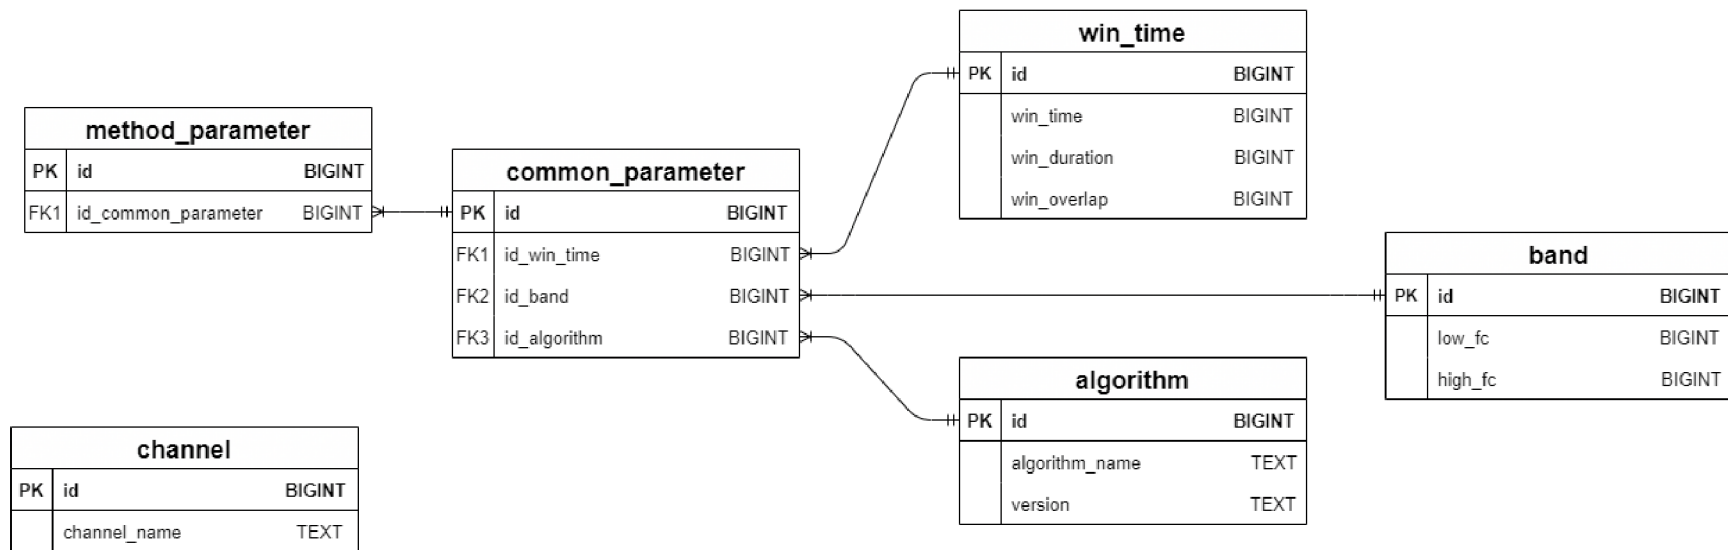 method_parameter
PK id BIGINT
FK1 id_common_parameter BIGINT
common_parameter
PK id BIGINT
FK1 id_win_time BIGINT
FK2 id_band BIGINT
FK3 id_algorithm BIGINT
win_time
PK id BIGINT
win_time BIGINT
win_duration BIGINT
win_overlap BIGINT
band
PK id BIGINT
low_fc BIGINT
high_fc BIGINT
algorithm
PK id BIGINT
algorithm_name TEXT
version TEXT
channel
PK id BIGINT
channel_name TEXT